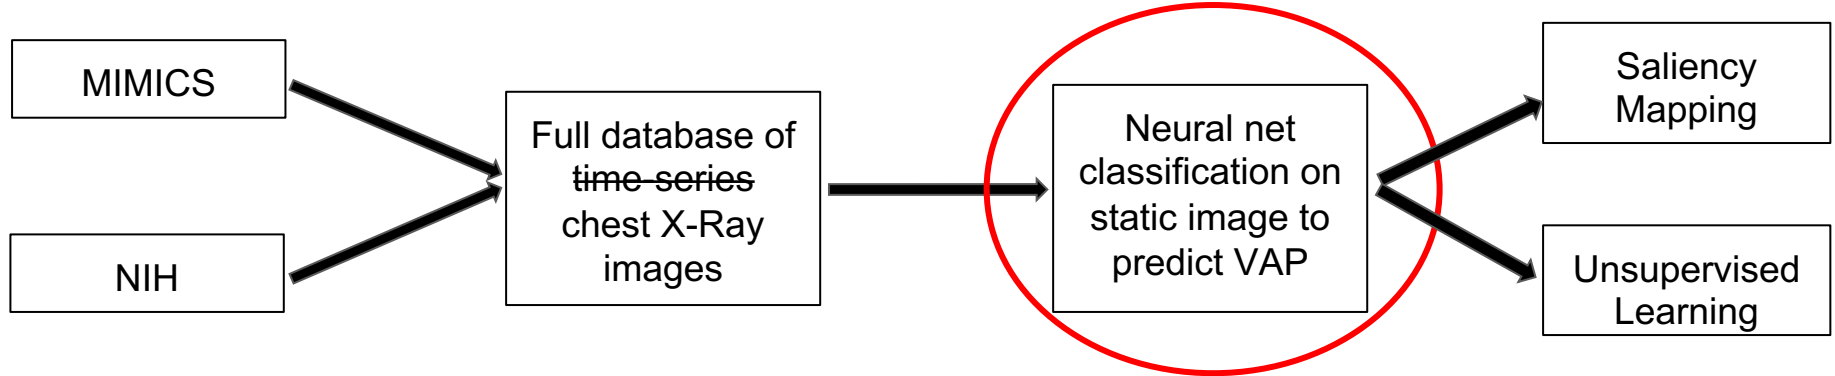 MIMICS
NIH
Full database of
time-series
chest X-Ray
images
Neural net
classification on
static image to
predict VAP
Saliency
Mapping
Unsupervised
Learning